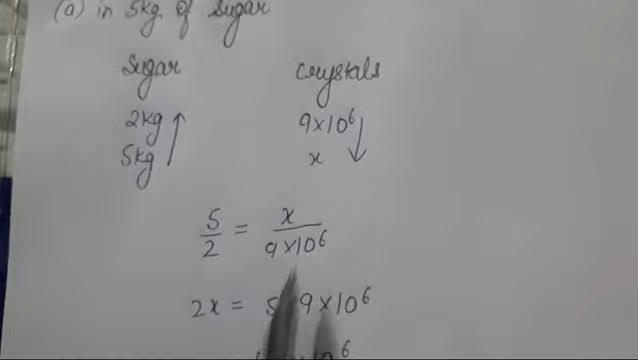 (a) in 5kg of Sugar
Sugar Crystals
2kg ↑ 9×10⁶ ↓
5kg x
5/2 = x/9×10⁶
2x = 5 9×10⁶